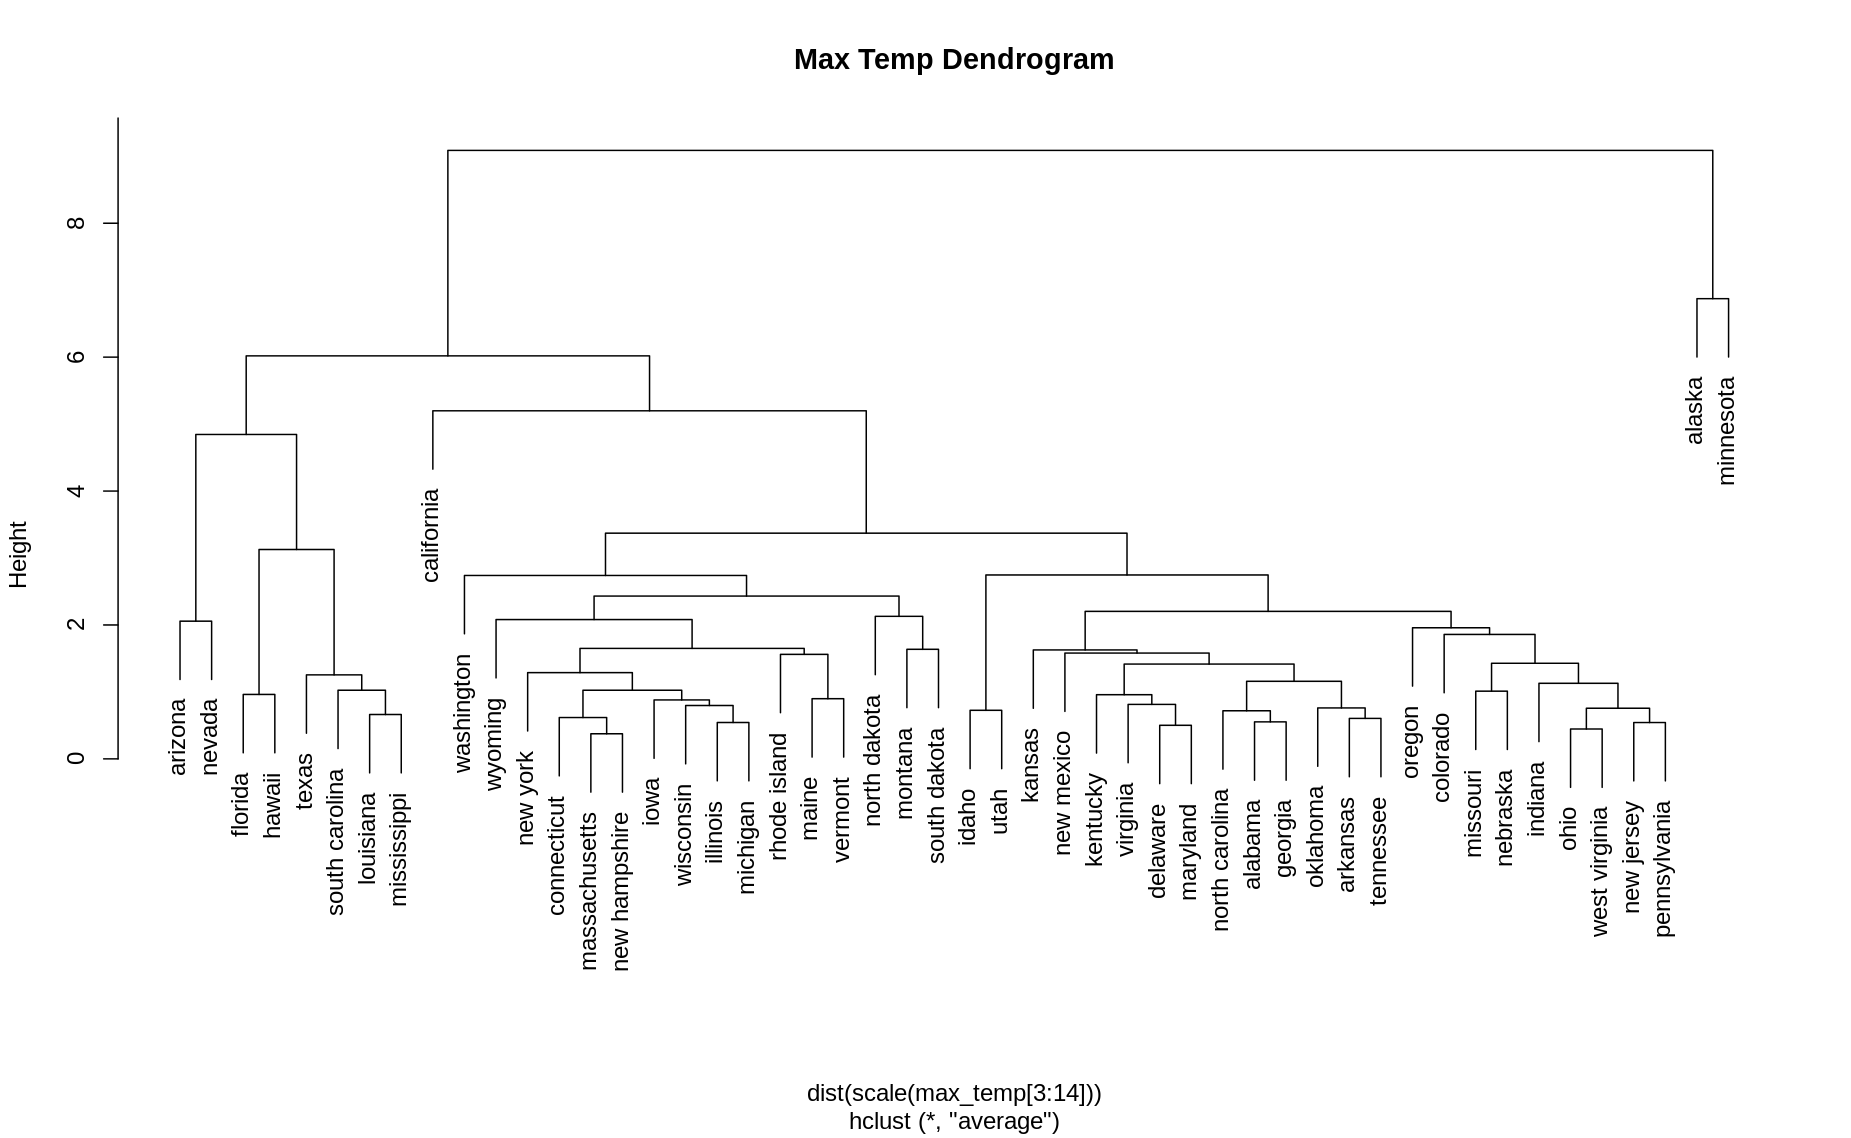 Max Temp Dendrogram
Height
8
6
4
2
0
arizona
nevada
florida
hawaii
texas
south carolina
louisiana
mississippi
california
washington
wyoming
new york
connecticut
massachusetts
new hampshire
iowa
wisconsin
illinois
michigan
rhode island
maine
vermont
north dakota
montana
south dakota
idaho
utah
kansas
new mexico
kentucky
virginia
delaware
maryland
north carolina
alabama
georgia
oklahoma
arkansas
tennessee
oregon
colorado
missouri
nebraska
indiana
ohio
west virginia
new jersey
pennsylvania
alaska
minnesota
dist(scale(max_temp[3:14]))
hclust (*, "average")